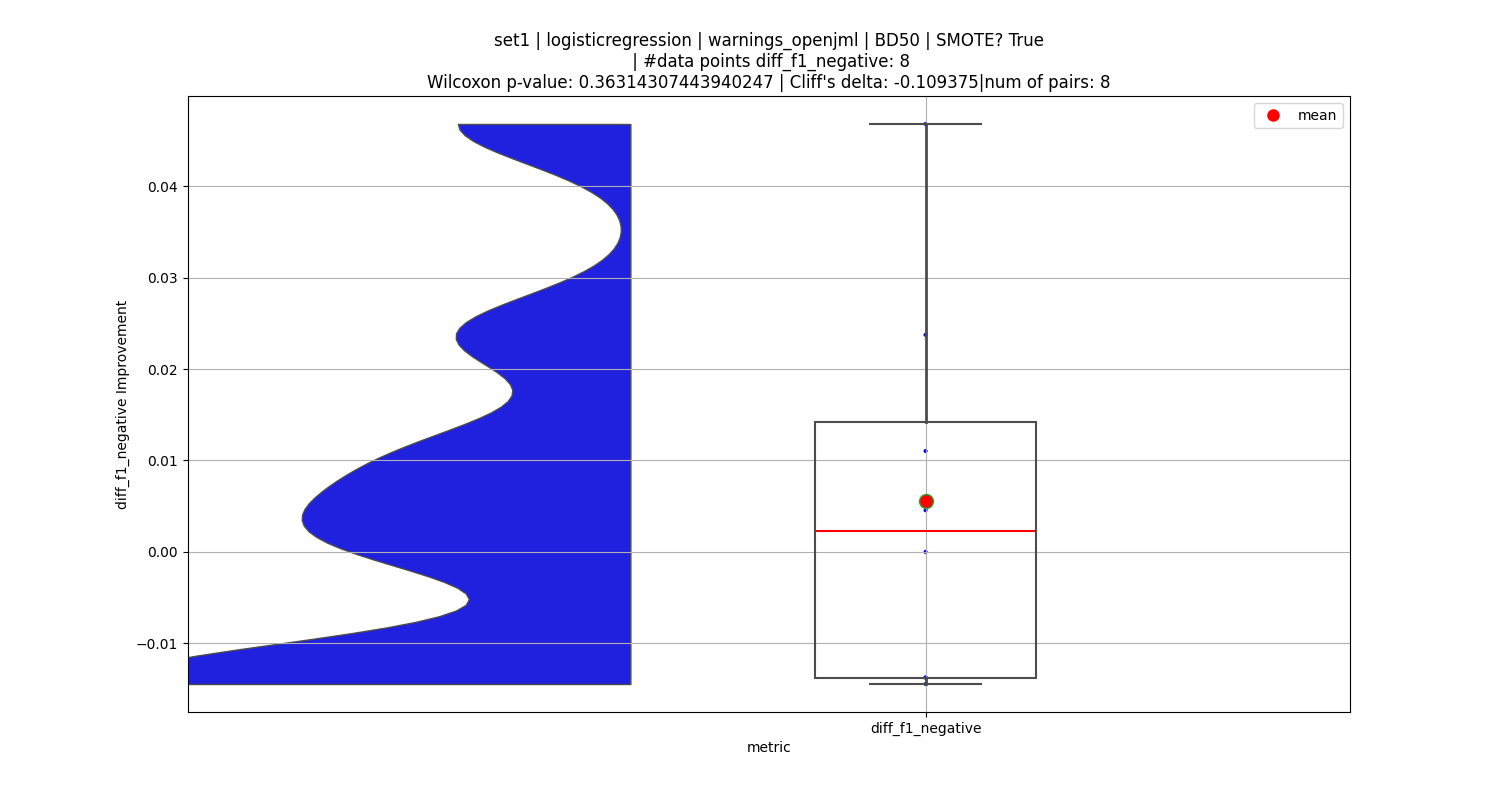 set1 | logisticregression | warnings_openjml | BD50 | SMOTE? True
| #data points diff_f1_negative: 8
Wilcoxon p-value: 0.36314307443940247 | Cliff's delta: -0.109375|num of pairs: 8
mean
0.04
0.03
0.02
0.01
0.00
−0.01
diff_f1_negative Improvement
diff_f1_negative
metric